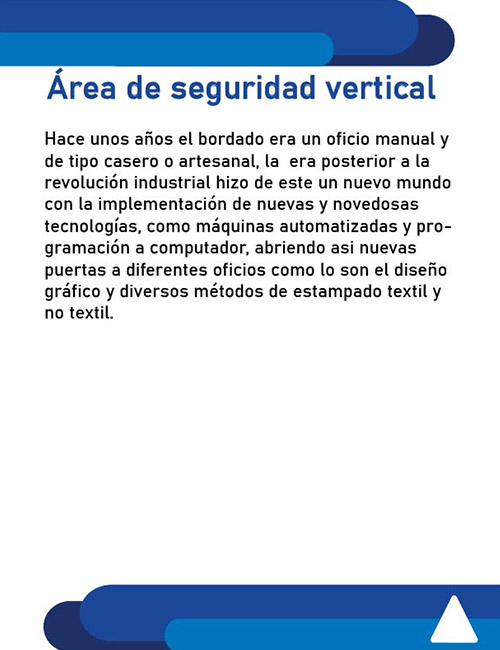 Área de seguridad vertical
Hace unos años el bordado era un oficio manual y
de tipo casero o artesanal, la  era posterior a la
revolución industrial hizo de este un nuevo mundo
con la implementación de nuevas y novedosas
tecnologías, como máquinas automatizadas y pro-
gramación a computador, abriendo asi nuevas
puertas a diferentes oficios como lo son el diseño
gráfico y diversos métodos de estampado textil y
no textil.